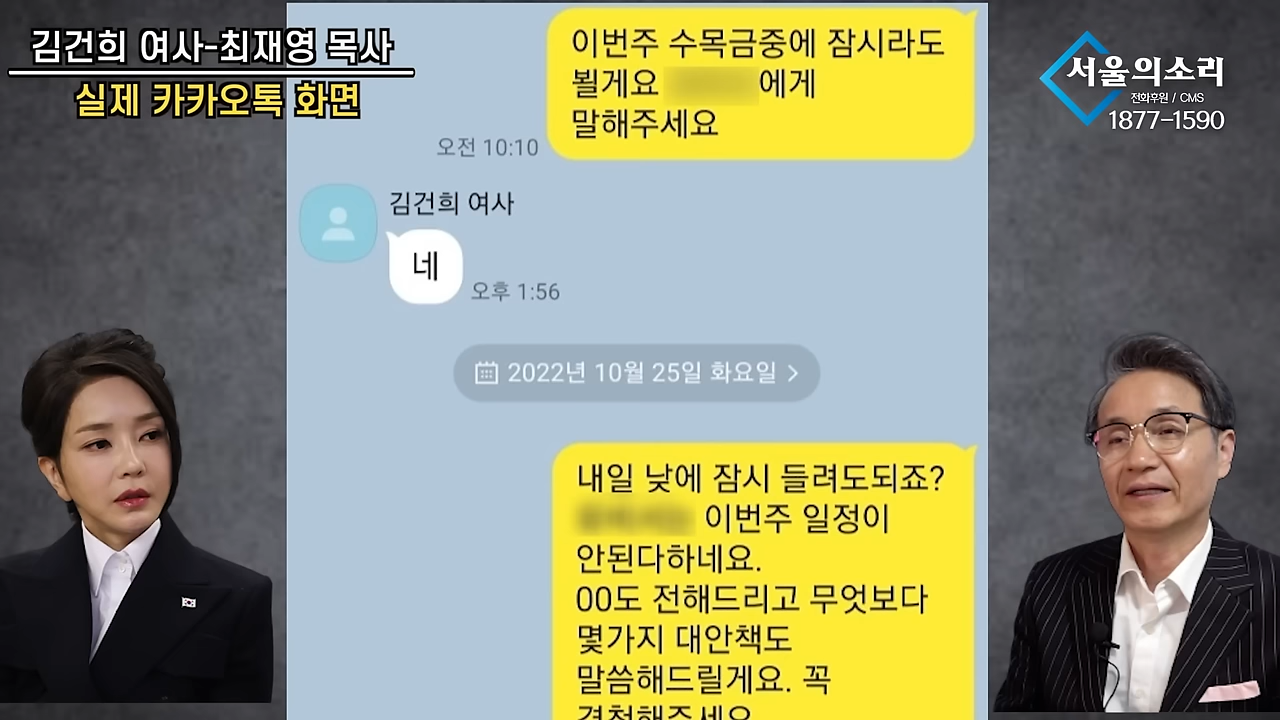 김건희 여사-최재영 목사
실제 카카오톡 화면
서울의소리
전화후원 / CMS
1877-1590
이번주 수목금중에 잠시라도
뵐게요 에게
말해주세요
오전 10:10
김건희 여사
네
오후 1:56
2022년 10월 25일 화요일
내일 낮에 잠시 들려도되죠?
이번주 일정이
안된다하네요.
00도 전해드리고 무엇보다
몇가지 대안책도
말씀해드릴게요. 꼭